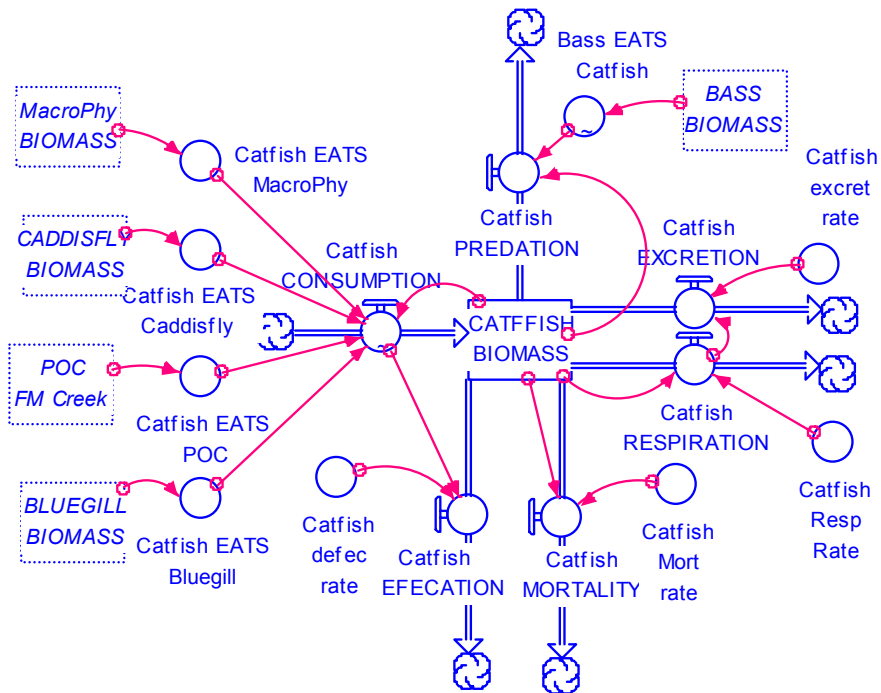 Bass EATS
Catfish
MacroPhy
BIOMASS
BASS
BIOMASS
Catfish EATS
MacroPhy
Catfish
excret
rate
CADDISFLY
BIOMASS
Catfish
PREDATION
Catfish
EXCRETION
Catfish
CONSUMPTION
Catfish EATS
Caddisfly
CATFFISH
BIOMASS
POC
FM Creek
Catfish EATS
POC
Catfish
RESPIRATION
BLUEGILL
BIOMASS
Catfish EATS
Bluegill
Catfish
defec
rate
Catfish
EFECATION
Catfish
MORTALITY
Catfish
Mort
rate
Catfish
Resp
Rate
~
~